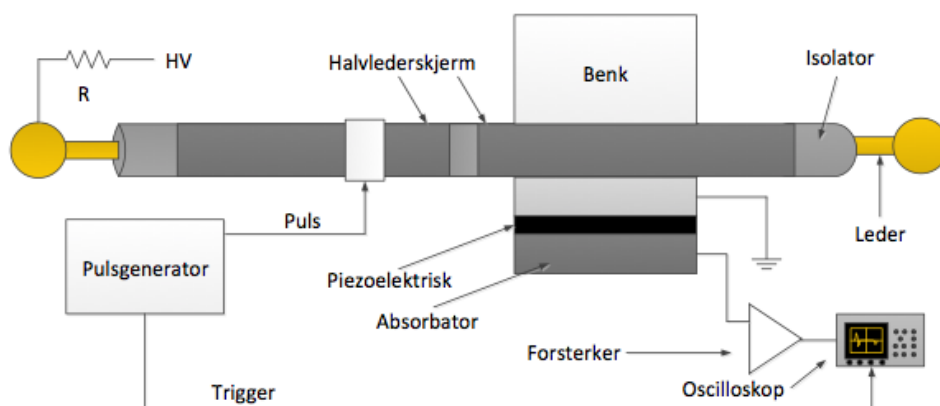 HV
R
Halvlederskjerm
Benk
Isolator
Puls
Pulsgenerator
Leder
Piezoelektrisk
Absorbator
Forsterker
Oscilloskop
Trigger